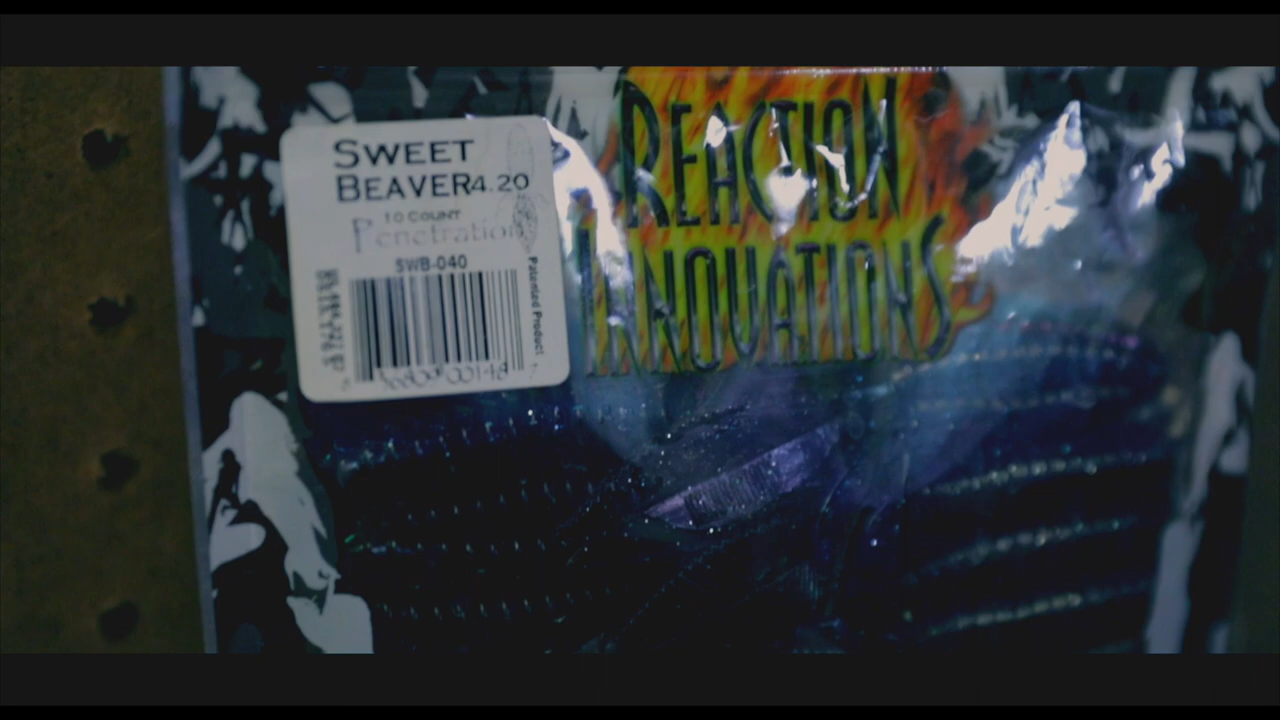 SWEET
BEAVER 4.20
10 COUNT
Penetration
SWB-040
Patented Product
REACTION
INNOVATIONS